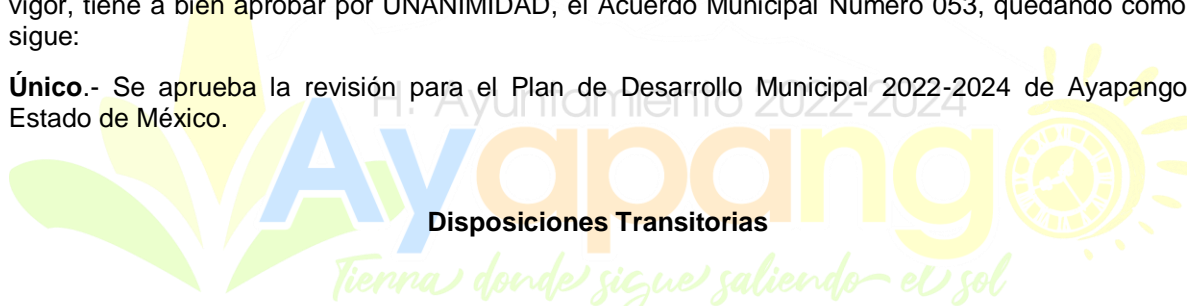 vigor, tiene a bien aprobar por UNANIMIDAD, el Acuerdo Municipal Número 053, quedando como
sigue:
Único.- Se aprueba la revisión para el Plan de Desarrollo Municipal 2022-2024 de Ayapango
H. Ayuntamiento 2022-2024
Estado de México.
Ayapango
Disposiciones Transitorias
Tierra donde sigue saliendo el sol